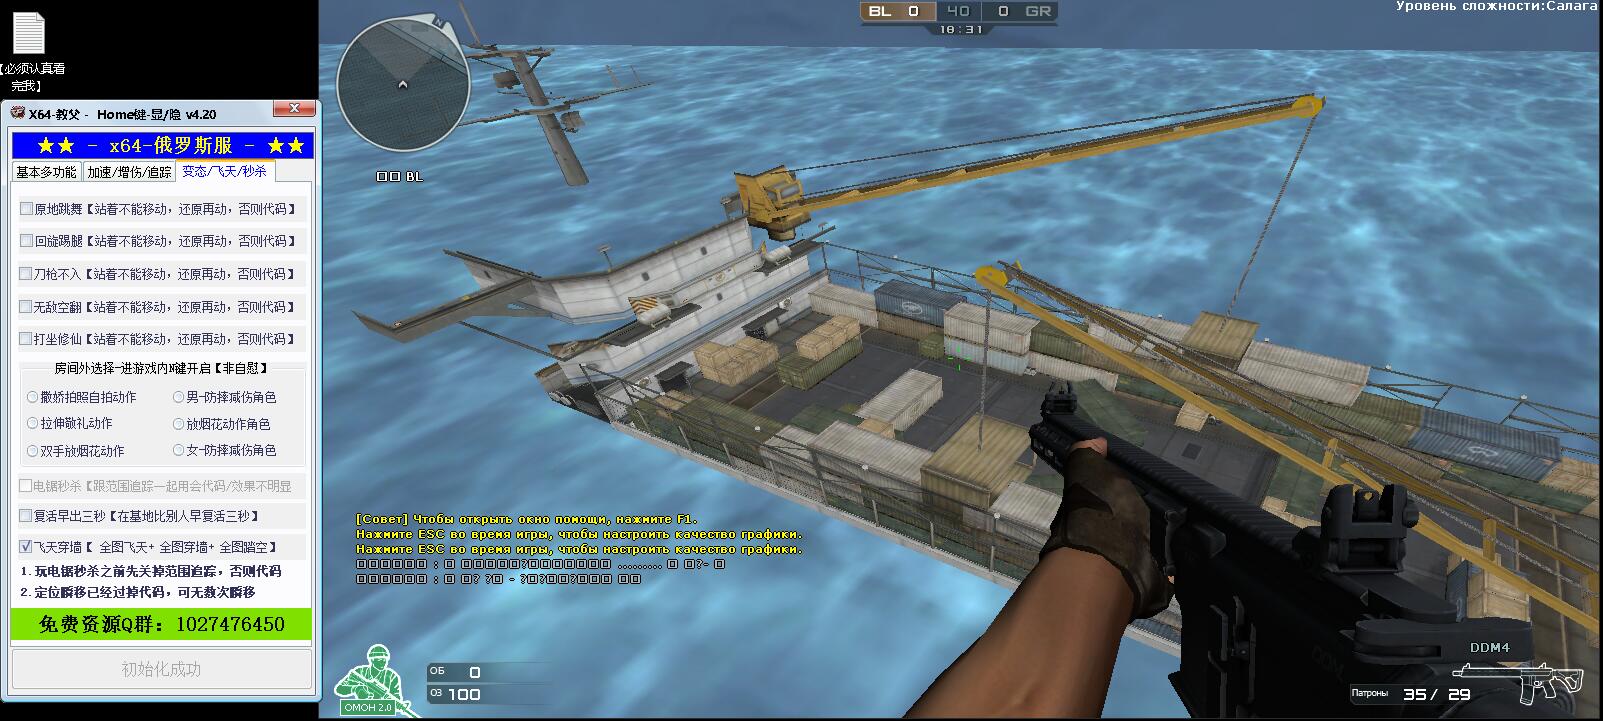 【必须认真看
完我】
X64-教父 - Home键-显/隐 v4.20
★★ - x64-俄罗斯服 - ★★
基本多功能 加速/增伤/追踪 变态/飞天/秒杀
原地跳舞【站着不能移动，还原再动，否则代码】
回旋踢腿【站着不能移动，还原再动，否则代码】
刀枪不入【站着不能移动，还原再动，否则代码】
无敌空翻【站着不能移动，还原再动，否则代码】
打坐修仙【站着不能移动，还原再动，否则代码】
房间外选择-进游戏内N键开启【非自慰】
撒娇拍照自拍动作 男-防摔减伤角色
拉伸敬礼动作 放烟花动作角色
双手放烟花动作 女-防摔减伤角色
电锯秒杀【跟范围追踪一起用会代码/效果不明显
复活早出三秒【在基地比别人早复活三秒】
飞天穿墙【 全图飞天+ 全图穿墙+ 全图踏空】
1.玩电锯秒杀之前先关掉范围追踪，否则代码
2.定位瞬移已经过掉代码，可无数次瞬移
免费资源Q群：1027476450
初始化成功
N
BL 0 40 0 GR
18:31
Уровень сложности:Салага
BL
[Совет] Чтобы открыть окно помощи, нажмите F1.
Нажмите ESC во время игры, чтобы настроить качество графики.
Нажмите ESC во время игры, чтобы настроить качество графики.
ОБ 0
ОЗ 100
ОМОН 2.0
DDM4
Патроны 35/ 29